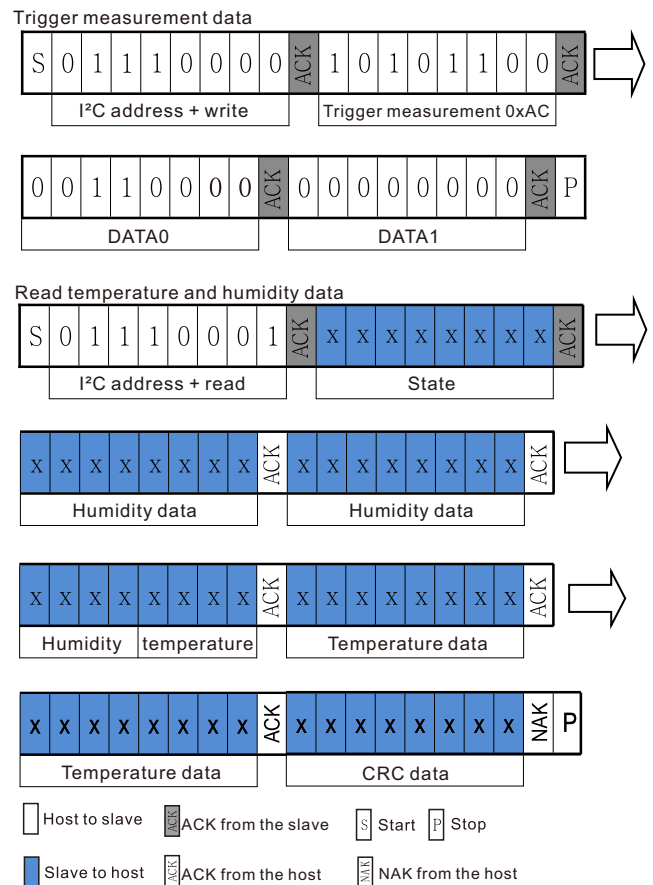 Trigger measurement data
S 0 1 1 1 0 0 0 0 ACK 1 0 1 0 1 1 0 0 ACK
I²C address + write Trigger measurement 0xAC
0 0 1 1 0 0 0 0 ACK 0 0 0 0 0 0 0 0 ACK P
DATA0 DATA1
Read temperature and humidity data
S 0 1 1 1 0 0 0 1 ACK X X X X X X X X ACK
I²C address + read State
X X X X X X X X ACK X X X X X X X X ACK
Humidity data Humidity data
X X X X X X X X ACK X X X X X X X X ACK
Humidity temperature Temperature data
X X X X X X X X ACK X X X X X X X X NAK P
Temperature data CRC data
Host to slave ACK ACK from the slave S Start P Stop
Slave to host ACK ACK from the host NAK NAK from the host